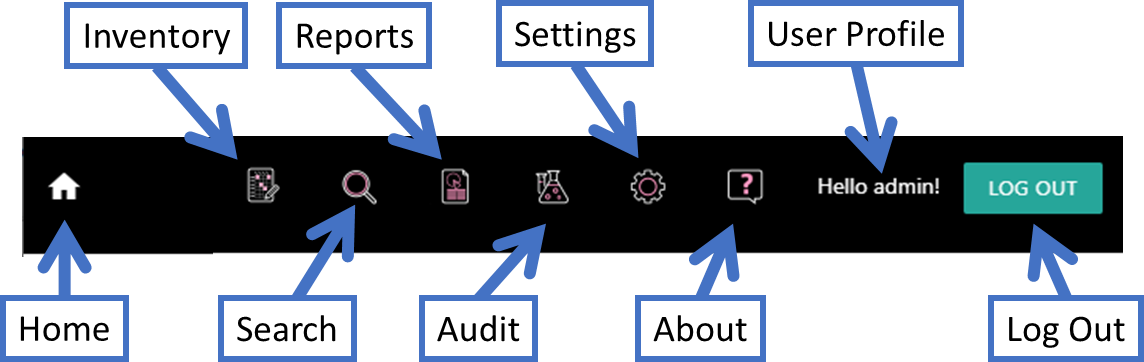 Inventory
Reports
Settings
User Profile
?
Hello admin!
LOG OUT
Home
Search
Audit
About
Log Out